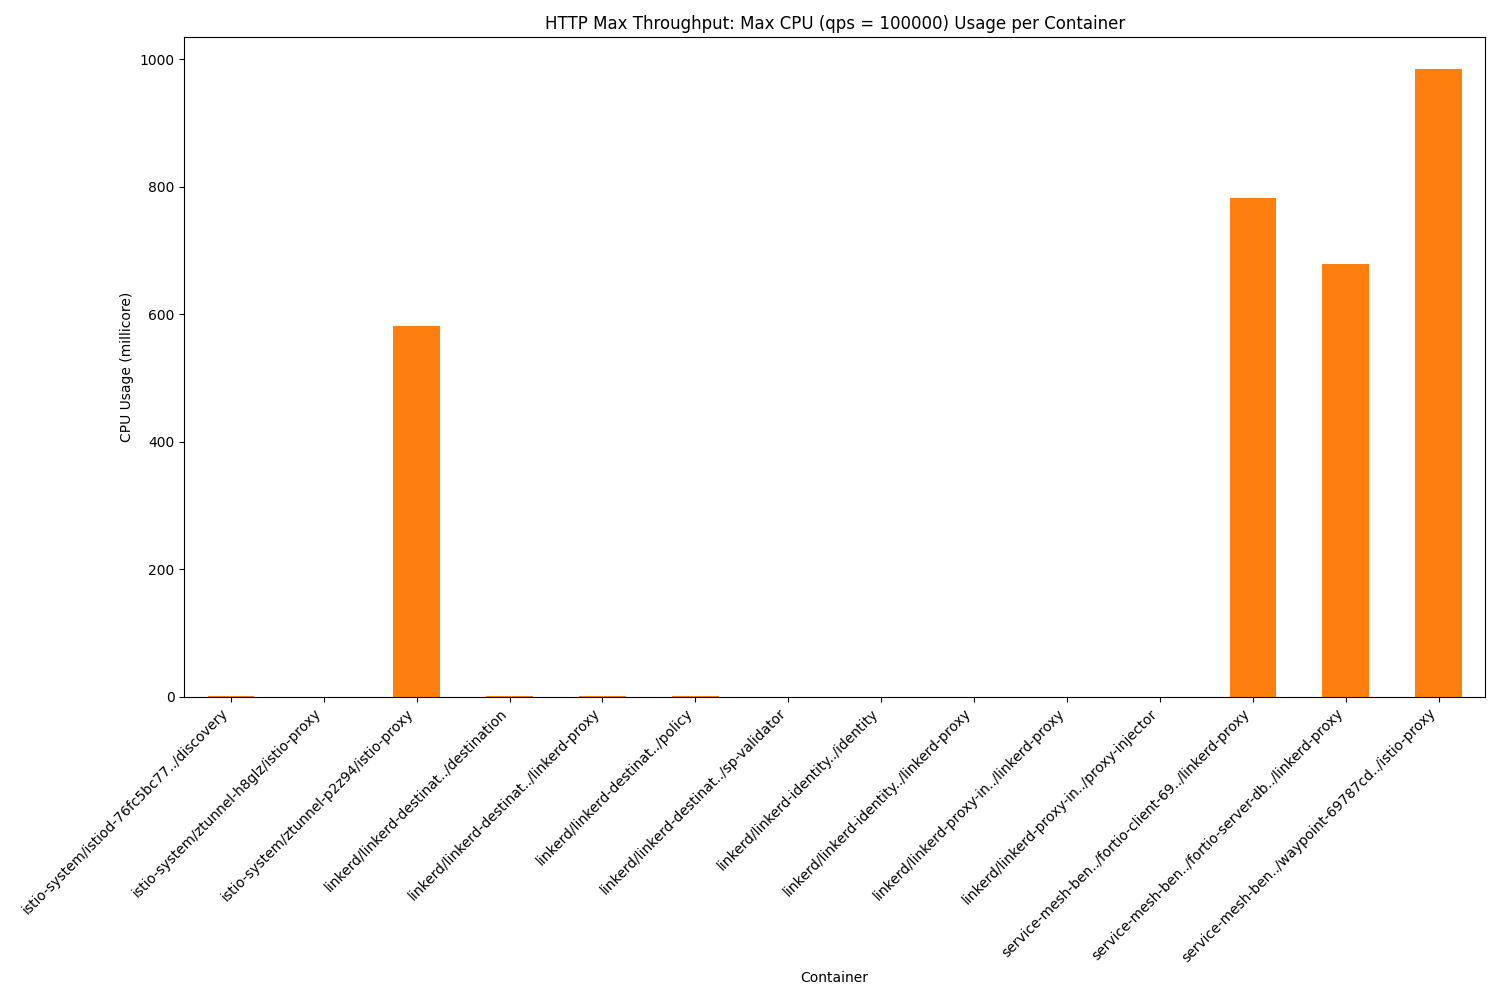 HTTP Max Throughput: Max CPU (qps = 100000) Usage per Container
CPU Usage (millicore)
1000
800
600
400
200
0
istio-system/istiod-76fc5bc77../discovery
istio-system/ztunnel-h8glz/istio-proxy
istio-system/ztunnel-p2z94/istio-proxy
linkerd/linkerd-destinat../destination
linkerd/linkerd-destinat../linkerd-proxy
linkerd/linkerd-destinat../policy
linkerd/linkerd-destinat../sp-validator
linkerd/linkerd-identity../identity
linkerd/linkerd-identity../linkerd-proxy
linkerd/linkerd-proxy-in../linkerd-proxy
linkerd/linkerd-proxy-in../proxy-injector
service-mesh-ben../fortio-client-69../linkerd-proxy
service-mesh-ben../fortio-server-db../linkerd-proxy
service-mesh-ben../waypoint-69787cd../istio-proxy
Container